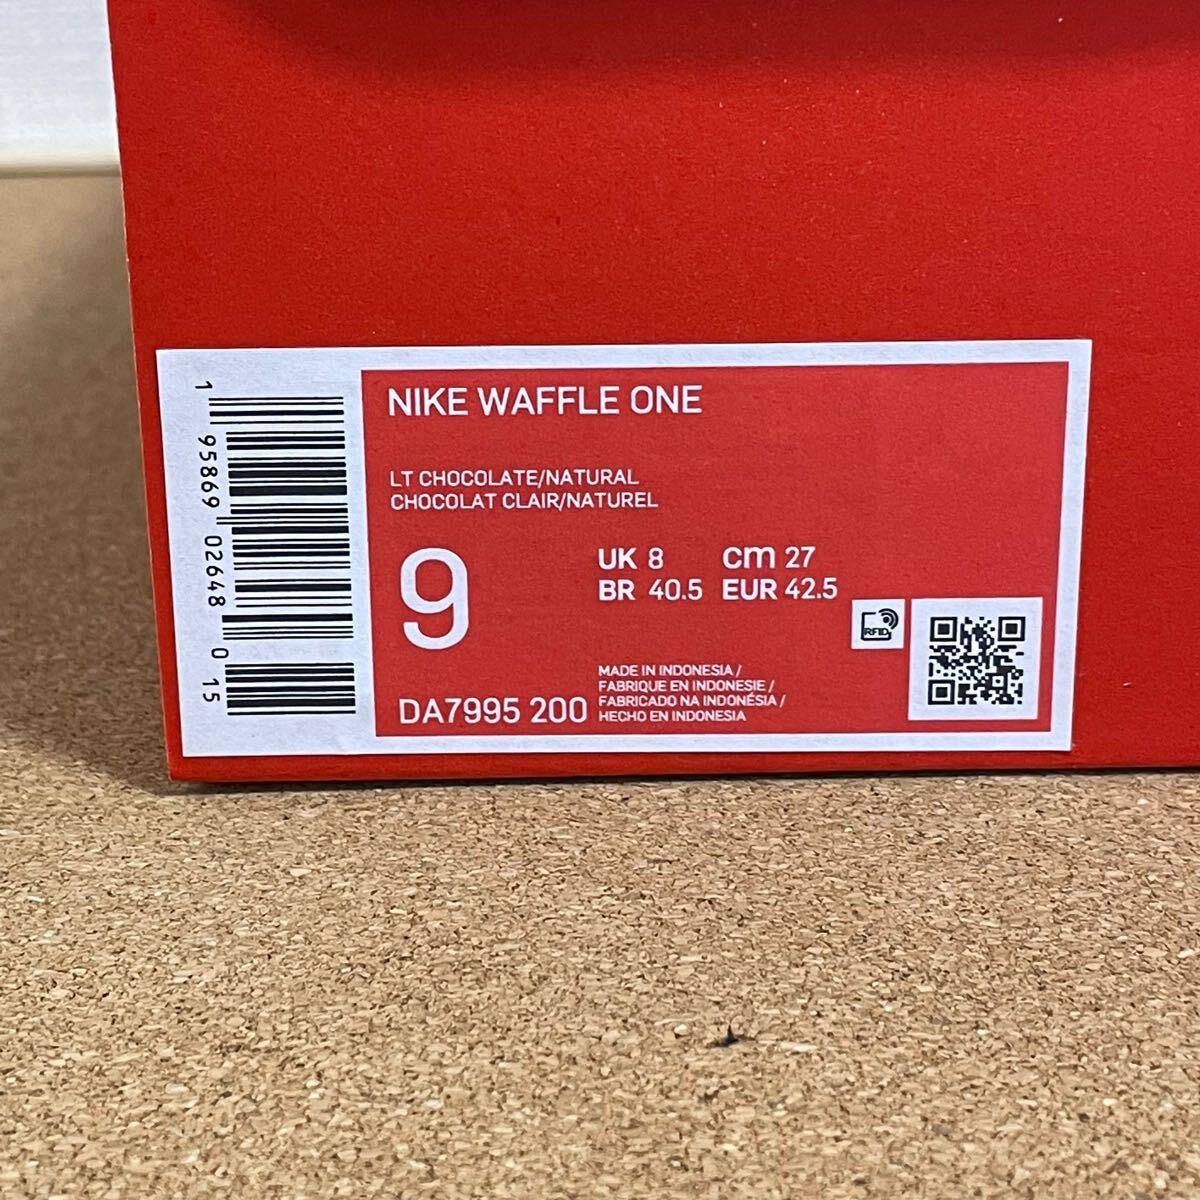 NIKE WAFFLE ONE
LT CHOCOLATE/NATURAL
CHOCOLAT CLAIR/NATUREL
9
UK 8 cm 27
BR 40.5 EUR 42.5
RFID
MADE IN INDONESIA /
FABRIQUE EN INDONESIE /
FABRICADO NA INDONÉSIA /
HECHO EN INDONESIA
DA7995 200
1 95869 02648 0 15